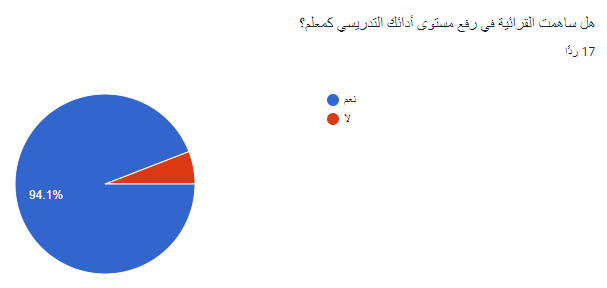 هل ساهمت القرائية في رفع مستوى أدائك التدريسي كمعلم؟
17 ردًا
نعم
لا
94.1%